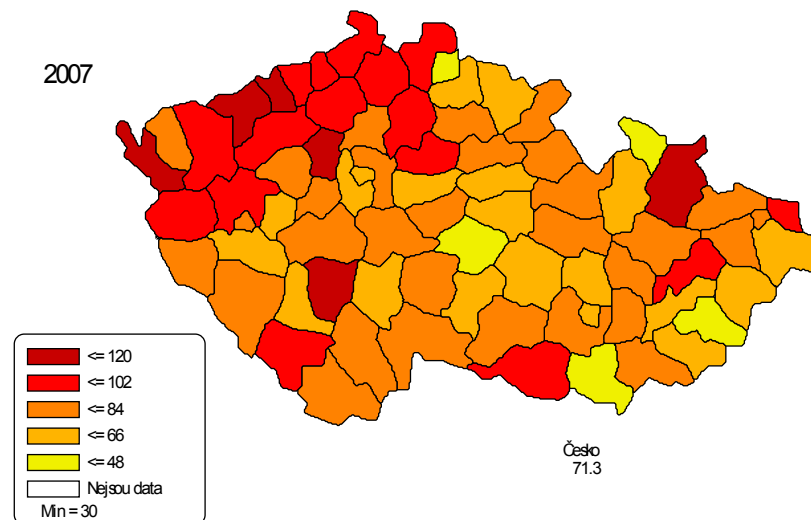 2007
<= 120
<= 102
<= 84
<= 66
<= 48
Nejsou data
Min = 30
Česko
71.3